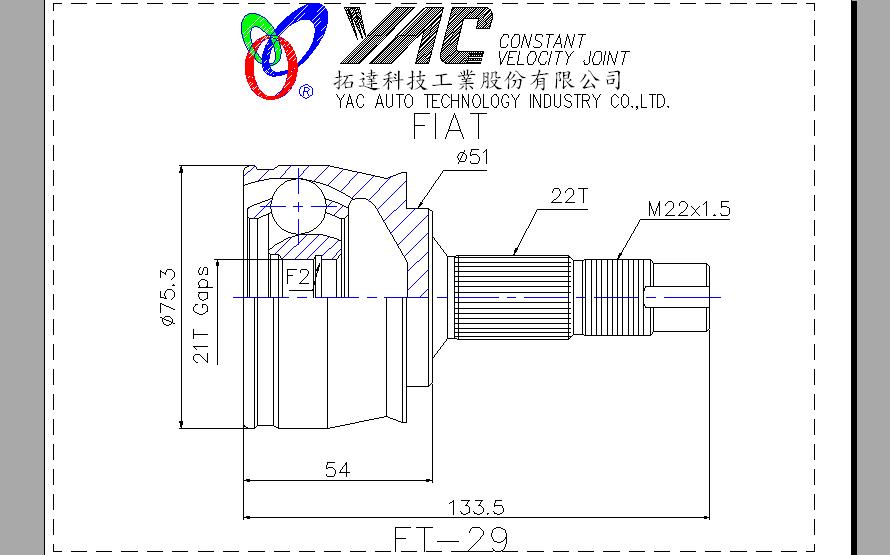 YAC
CONSTANT
VELOCITY JOINT
拓達科技工業股份有限公司
®
YAC AUTO TECHNOLOGY INDUSTRY CO.,LTD.
FIAT
ø51
22T
M22x1.5
F2
ø75.3
21T Gaps
54
133.5
FT-29